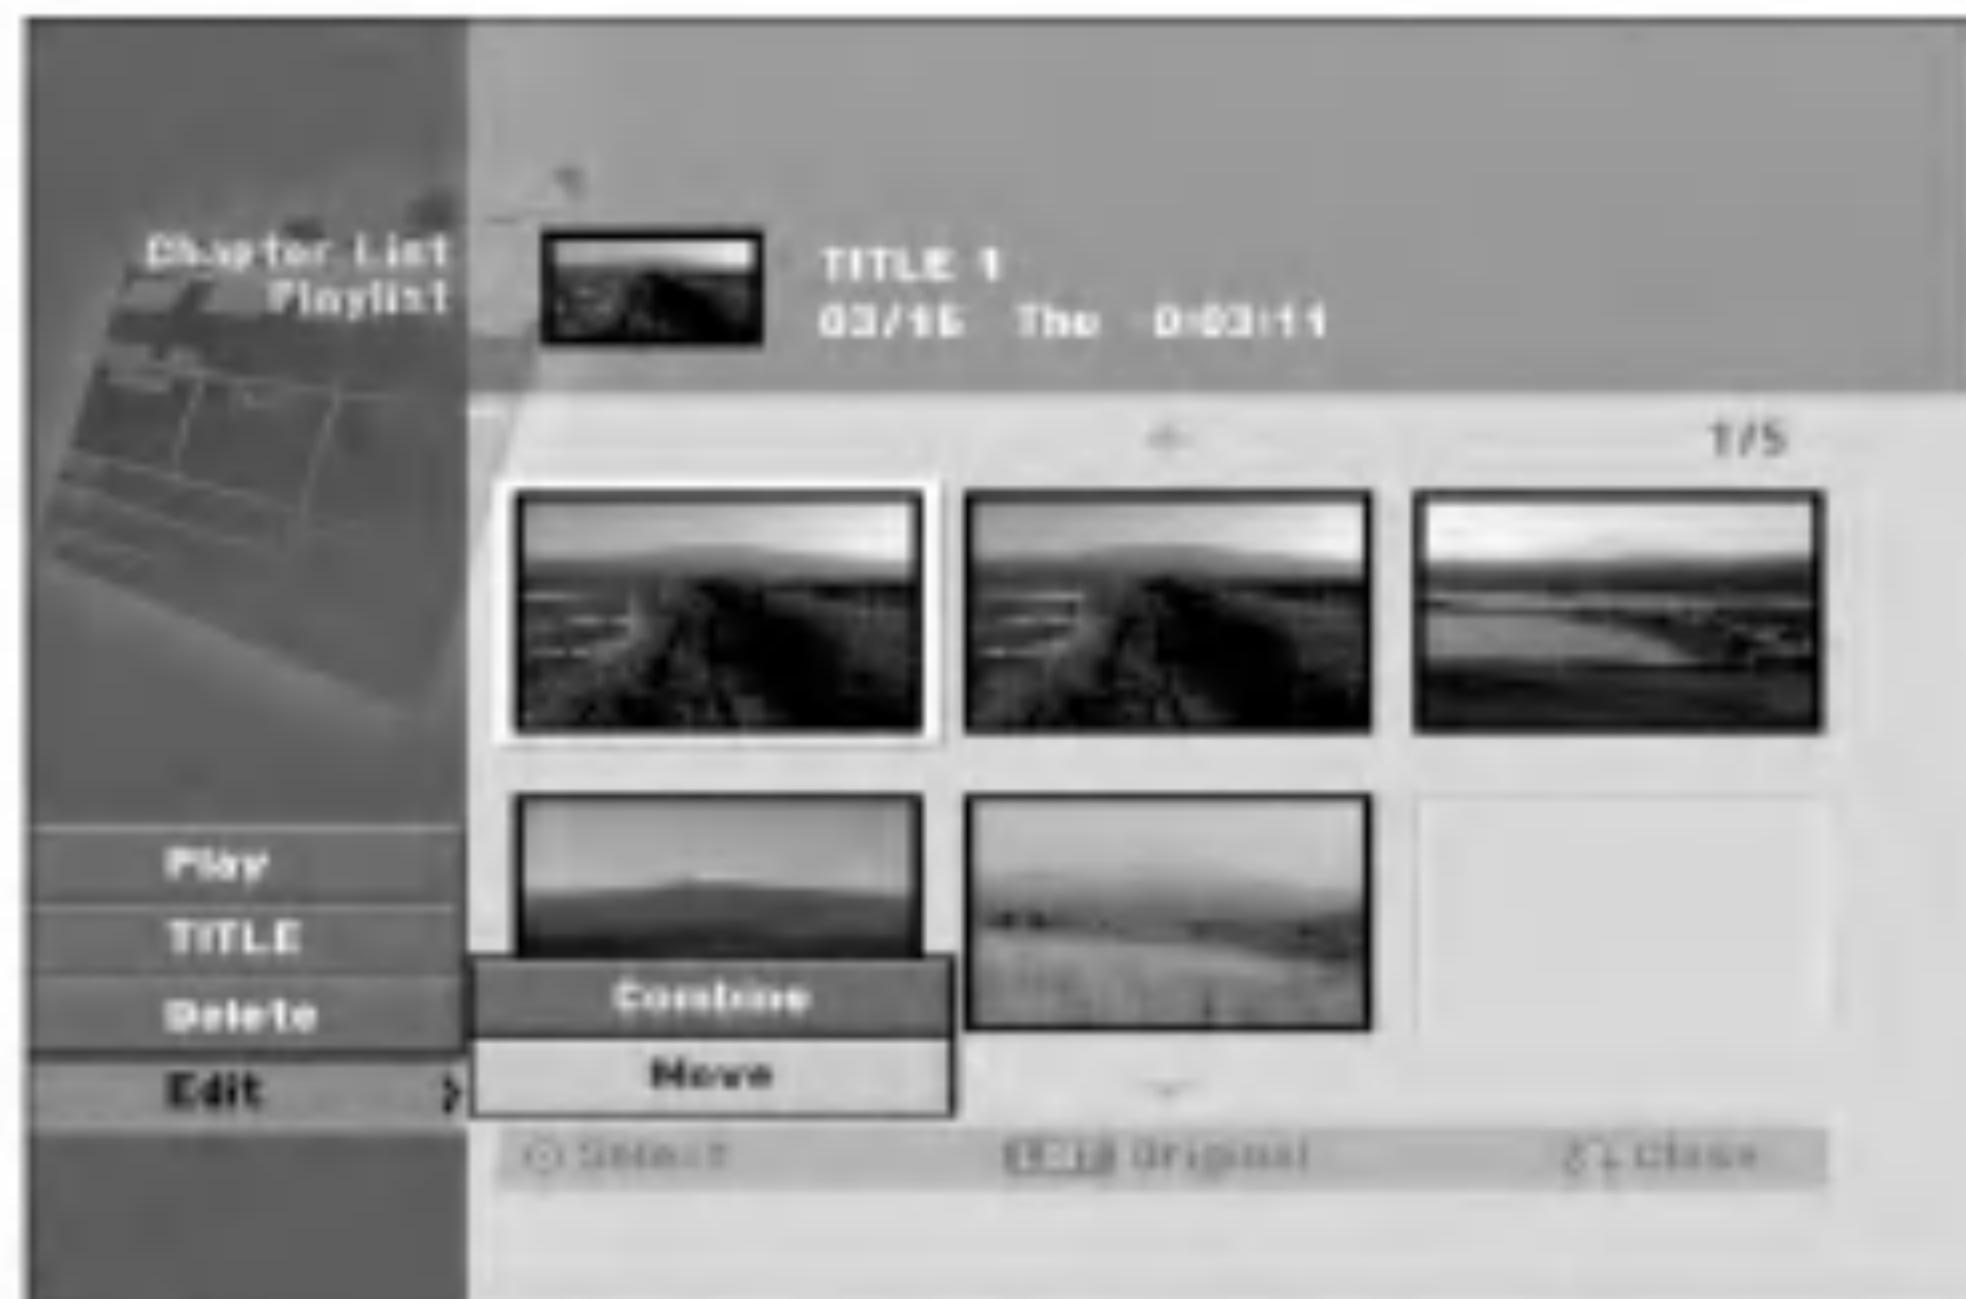 Chapter List
Playlist
TITLE 1
03/15 Thu 0:03:11
1/5
Play
TITLE
Delete
Edit
Combine
Move
Select
Original
Close